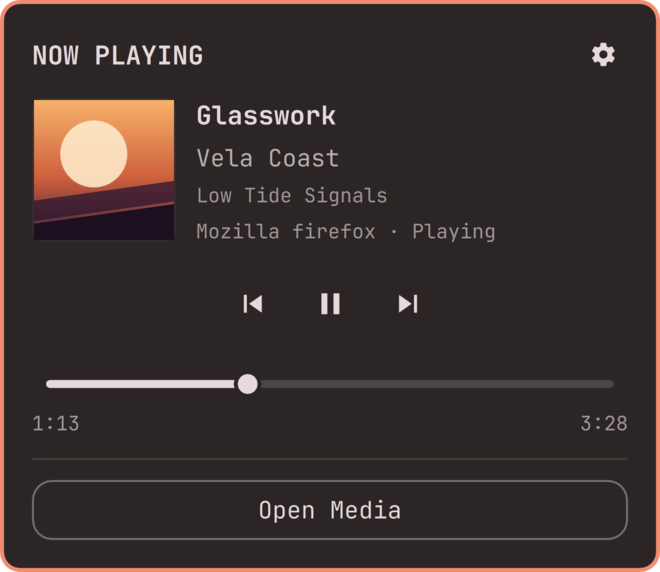 NOW PLAYING
Glasswork
Vela Coast
Low Tide Signals
Mozilla firefox · Playing
1:13
3:28
Open Media